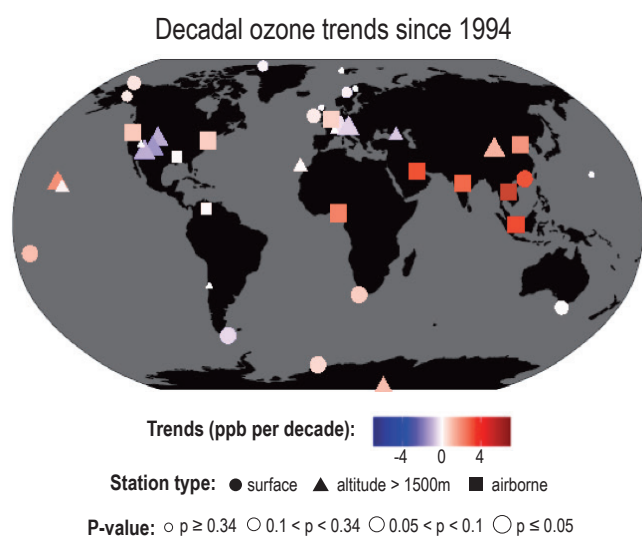 Decadal ozone trends since 1994
Trends (ppb per decade):
-4 0 4
Station type: surface altitude > 1500m airborne
P-value: p ≥ 0.34 0.1 < p < 0.34 0.05 < p < 0.1 p ≤ 0.05